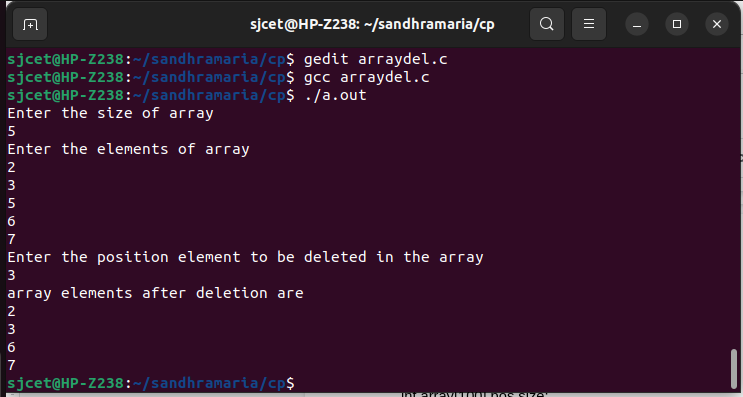 sjcet@HP-Z238: ~/sandhramaria/cp
sjcet@HP-Z238:~/sandhramaria/cp$ gedit arraydel.c
sjcet@HP-Z238:~/sandhramaria/cp$ gcc arraydel.c
sjcet@HP-Z238:~/sandhramaria/cp$ ./a.out
Enter the size of array
5
Enter the elements of array
2
3
5
6
7
Enter the position element to be deleted in the array
3
array elements after deletion are
2
3
6
7
sjcet@HP-Z238:~/sandhramaria/cp$